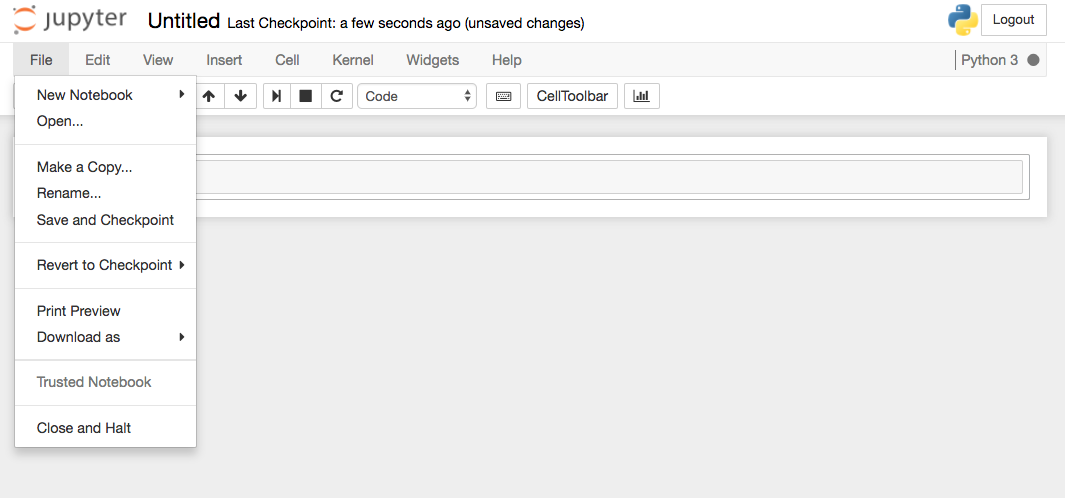 jupyter Untitled Last Checkpoint: a few seconds ago (unsaved changes) Logout
File Edit View Insert Cell Kernel Widgets Help Python 3
Code CellToolbar
New Notebook
Open...
Make a Copy...
Rename...
Save and Checkpoint
Revert to Checkpoint
Print Preview
Download as
Trusted Notebook
Close and Halt